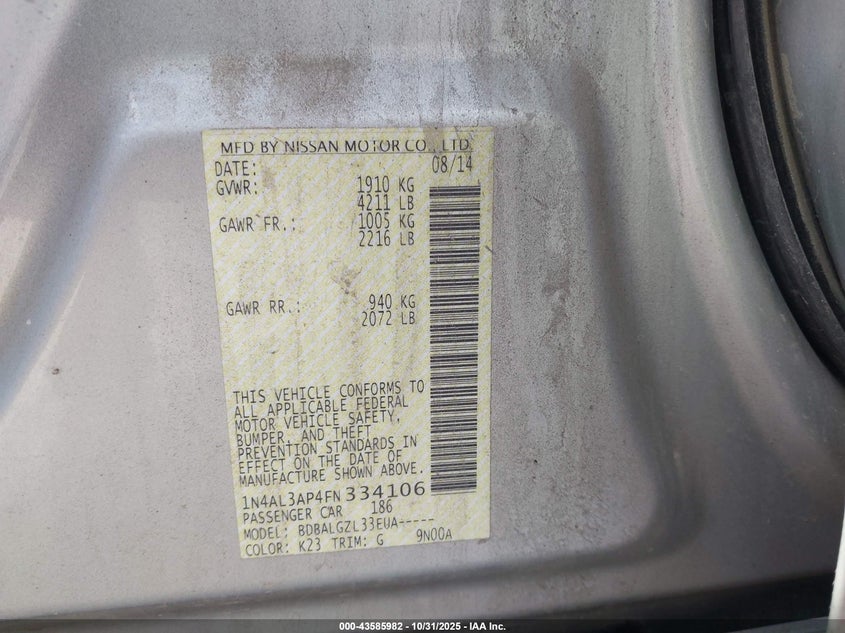 MFD BY NISSAN MOTOR CO., LTD.
DATE: 08/14
GVWR: 1910 KG
4211 LB
GAWR FR.: 1005 KG
2216 LB
GAWR RR.: 940 KG
2072 LB
THIS VEHICLE CONFORMS TO
ALL APPLICABLE FEDERAL
MOTOR VEHICLE SAFETY,
BUMPER, AND THEFT
PREVENTION STANDARDS IN
EFFECT ON THE DATE OF
MANUFACTURE SHOWN ABOVE.
1N4AL3AP4FN334106
PASSENGER CAR 186
MODEL: BDBALGZL33EUA-----
COLOR: K23 TRIM: G 9N00A
000-43585982 - 10/31/2025 - IAA Inc.